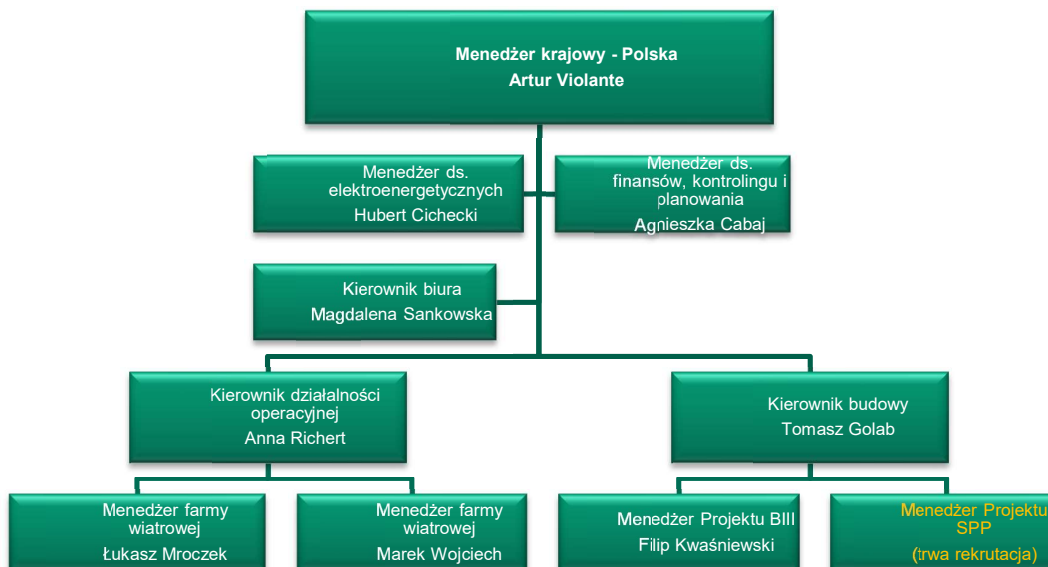 Menedżer krajowy - Polska
Artur Violante
Menedżer ds.
elektroenergetycznych
Hubert Cichecki
Menedżer ds.
finansów, kontrolingu i
planowania
Agnieszka Cabaj
Kierownik biura
Magdalena Sankowska
Kierownik działalności
operacyjnej
Anna Richert
Kierownik budowy
Tomasz Golab
Menedżer farmy
wiatrowej
Łukasz Mroczek
Menedżer farmy
wiatrowej
Marek Wojciech
Menedżer Projektu BIII
Filip Kwaśniewski
Menedżer Projektu
SPP
(trwa rekrutacja)